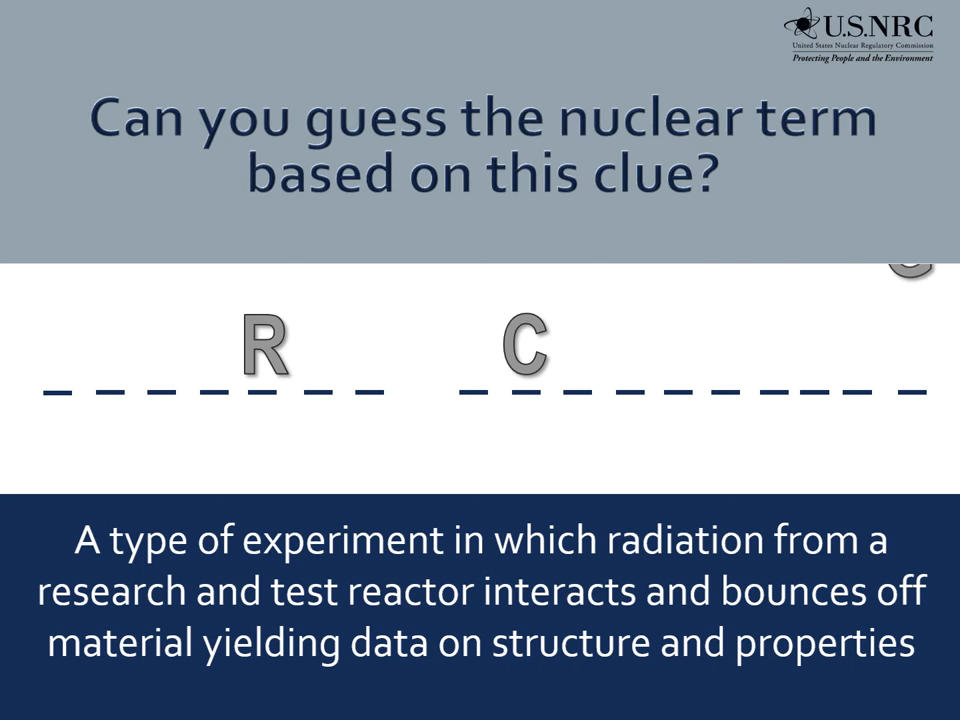 U.S.NRC
United States Nuclear Regulatory Commission
Protecting People and the Environment
Can you guess the nuclear term
based on this clue?
R C
A type of experiment in which radiation from a
research and test reactor interacts and bounces off
material yielding data on structure and properties